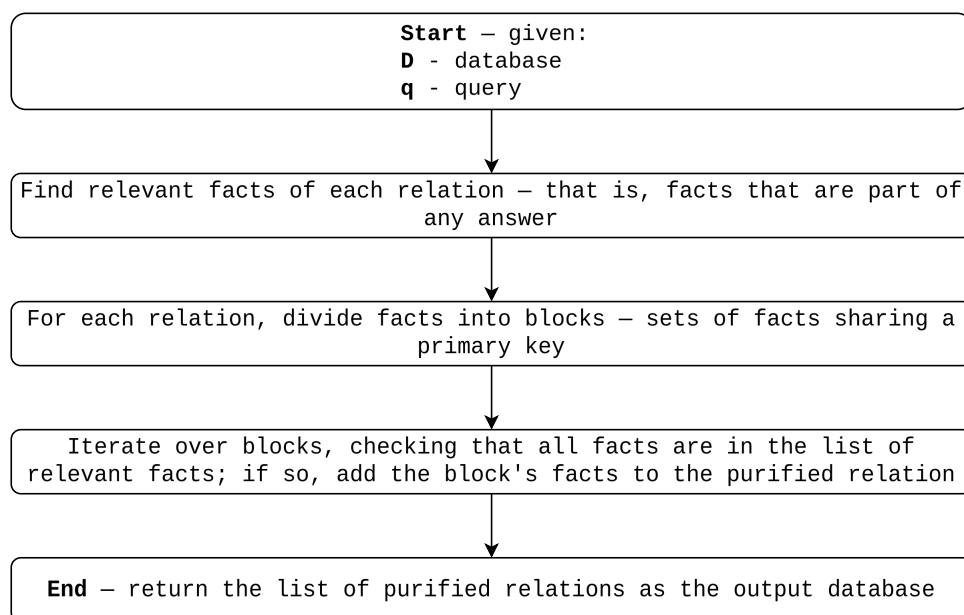 Start — given:
D - database
q - query
Find relevant facts of each relation — that is, facts that are part of
any answer
For each relation, divide facts into blocks — sets of facts sharing a
primary key
Iterate over blocks, checking that all facts are in the list of
relevant facts; if so, add the block's facts to the purified relation
End — return the list of purified relations as the output database